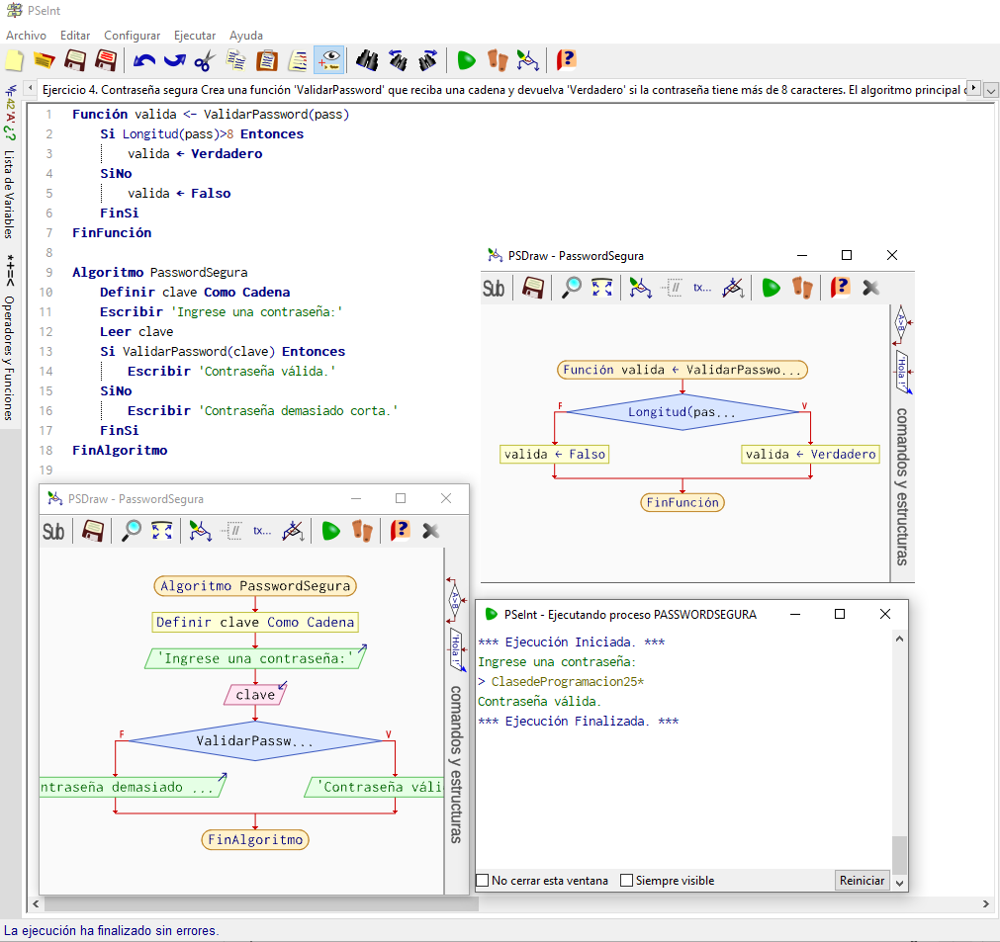 PSeInt
Archivo Editar Configurar Ejecutar Ayuda
Ejercicio 4. Contraseña segura Crea una función 'ValidarPassword' que reciba una cadena y devuelva 'Verdadero' si la contraseña tiene más de 8 caracteres. El algoritmo principal
42 'A' ¿?
Lista de Variables
*+=<
Operadores y Funciones
1 Función valida <- ValidarPassword(pass)
2 Si Longitud(pass)>8 Entonces
3 valida ← Verdadero
4 SiNo
5 valida ← Falso
6 FinSi
7 FinFunción
8
9 Algoritmo PasswordSegura
10 Definir clave Como Cadena
11 Escribir 'Ingrese una contraseña:'
12 Leer clave
13 Si ValidarPassword(clave) Entonces
14 Escribir 'Contraseña válida.'
15 SiNo
16 Escribir 'Contraseña demasiado corta.'
17 FinSi
18 FinAlgoritmo
19
PSDraw - PasswordSegura
Sub // tx...
Función valida ← ValidarPasswo...
F Longitud(pas... V
valida ← Falso
valida ← Verdadero
FinFunción
A>B
"Hola !"
comandos y estructuras
PSDraw - PasswordSegura
Sub // tx...
Algoritmo PasswordSegura
Definir clave Como Cadena
'Ingrese una contraseña:'
clave
F ValidarPassw... V
ntraseña demasiado ...
'Contraseña váli
FinAlgoritmo
A>B
"Hola !"
comandos y estructuras
PSeInt - Ejecutando proceso PASSWORDSEGURA
*** Ejecución Iniciada. ***
Ingrese una contraseña:
> ClasedeProgramacion25*
Contraseña válida.
*** Ejecución Finalizada. ***
No cerrar esta ventana Siempre visible Reiniciar
La ejecución ha finalizado sin errores.